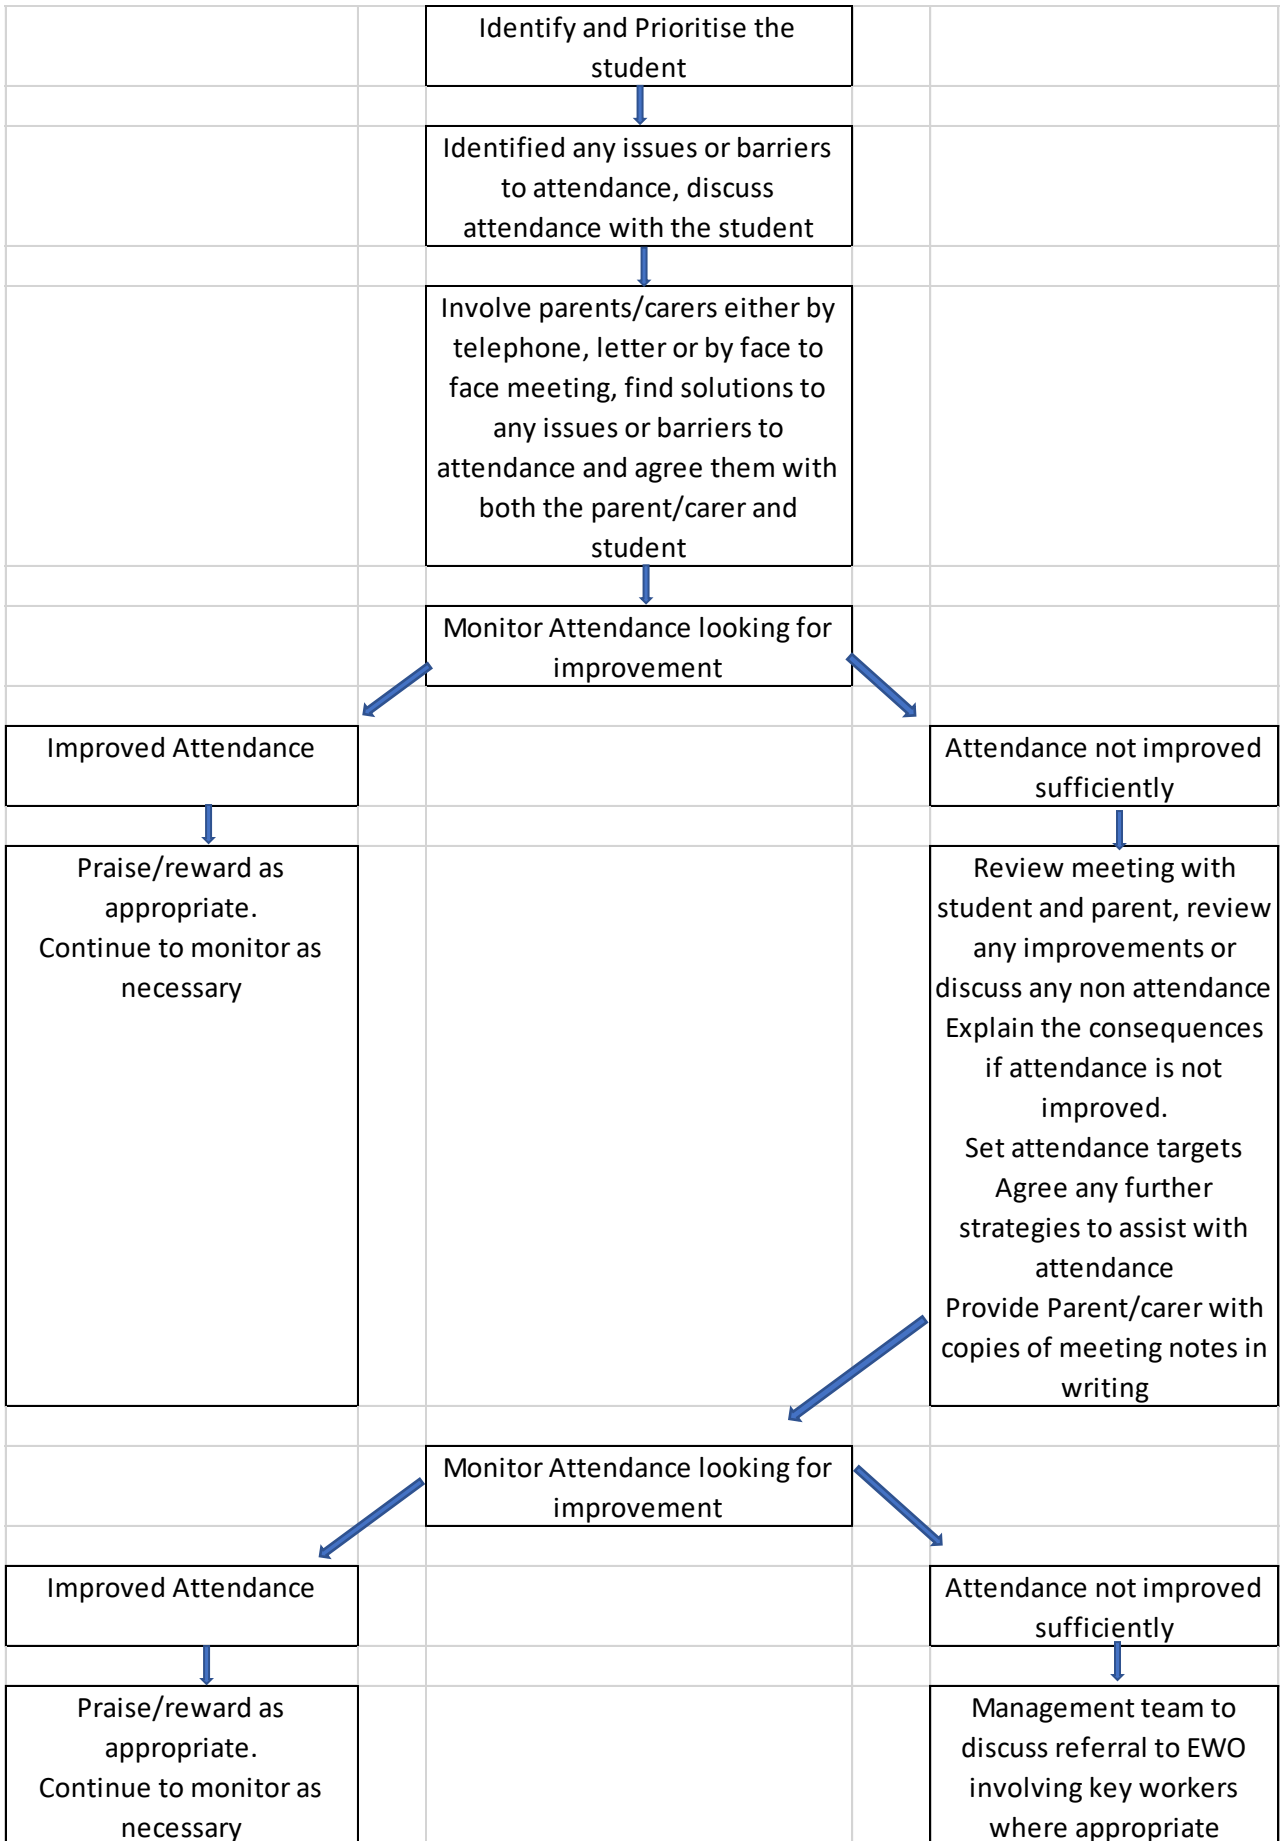 Identify and Prioritise the
student
Identified any issues or barriers
to attendance, discuss
attendance with the student
Involve parents/carers either by
telephone, letter or by face to
face meeting, find solutions to
any issues or barriers to
attendance and agree them with
both the parent/carer and
student
Monitor Attendance looking for
improvement
Improved Attendance
Attendance not improved
sufficiently
Praise/reward as
appropriate.
Continue to monitor as
necessary
Review meeting with
student and parent, review
any improvements or
discuss any non attendance
Explain the consequences
if attendance is not
improved.
Set attendance targets
Agree any further
strategies to assist with
attendance
Provide Parent/carer with
copies of meeting notes in
writing
Monitor Attendance looking for
improvement
Improved Attendance
Attendance not improved
sufficiently
Praise/reward as
appropriate.
Continue to monitor as
necessary
Management team to
discuss referral to EWO
involving key workers
where appropriate